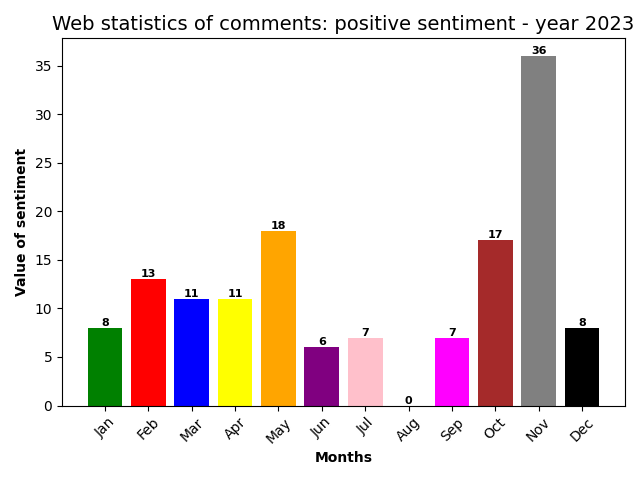 Web statistics of comments: positive sentiment - year 2023
Value of sentiment
35
30
25
20
15
10
5
0
8
13
11
11
18
6
7
0
7
17
36
8
Jan
Feb
Mar
Apr
May
Jun
Jul
Aug
Sep
Oct
Nov
Dec
Months